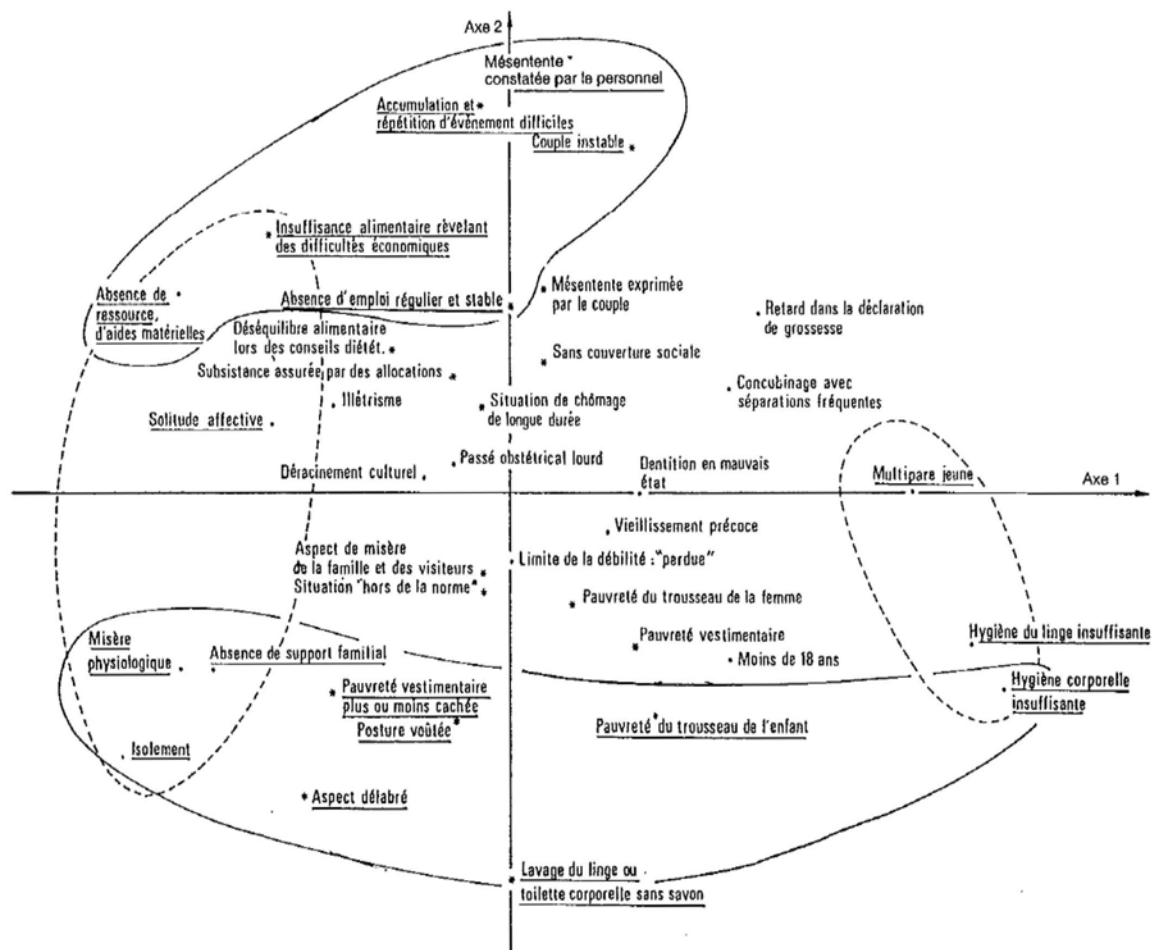 Axe 2
Mésentente
constatée par le personnel
Accumulation et
répétition d'évènement difficiles
Couple instable
Insuffisance alimentaire rèvelant
des difficultés économiques
Absence de
ressource,
d'aides matérielles
Absence d'emploi régulier et stable
Mésentente exprimée
par le couple
Retard dans la déclaration
de grossesse
Déséquilibre alimentaire
lors des conseils diétét.
Sans couverture sociale
Subsistance assurée par des allocations
Concubinage avec
séparations fréquentes
Illétrisme
Situation de chômage
de longue durée
Solitude affective
Passé obstétrical lourd
Déracinement culturel
Dentition en mauvais
état
Multipare jeune
Axe 1
Vieillissement précoce
Aspect de misère
de la famille et des visiteurs
Limite de la débilité : "perdue"
Situation "hors de la norme"
Pauvreté du trousseau de la femme
Misère
physiologique
Absence de support familial
Pauvreté vestimentaire
Moins de 18 ans
Hygiène du linge insuffisante
Hygiène corporelle
insuffisante
Pauvreté vestimentaire
plus ou moins cachée
Posture voûtée
Pauvreté du trousseau de l'enfant
Isolement
Aspect délabré
Lavage du linge ou
toilette corporelle sans savon